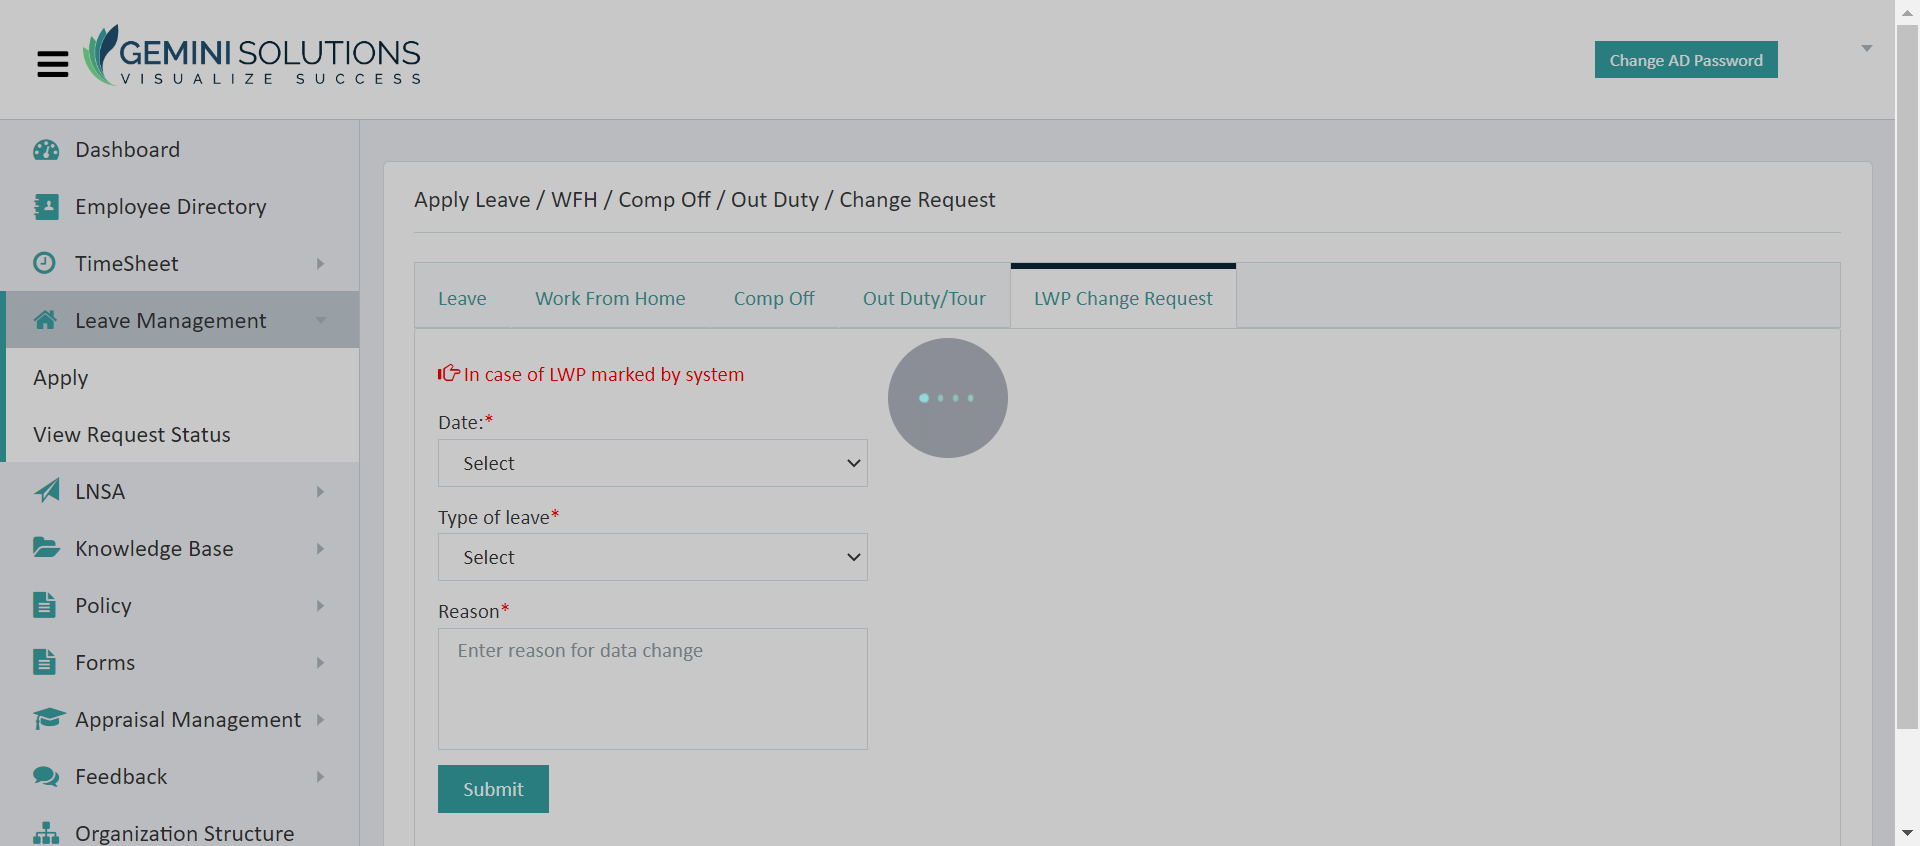 GEMINI SOLUTIONS
VISUALIZE SUCCESS
Change AD Password
Dashboard
Employee Directory
TimeSheet
Leave Management
Apply
View Request Status
LNSA
Knowledge Base
Policy
Forms
Appraisal Management
Feedback
Organization Structure
Apply Leave / WFH / Comp Off / Out Duty / Change Request
Leave Work From Home Comp Off Out Duty/Tour LWP Change Request
In case of LWP marked by system
Date:*
Select
Type of leave*
Select
Reason*
Enter reason for data change
Submit